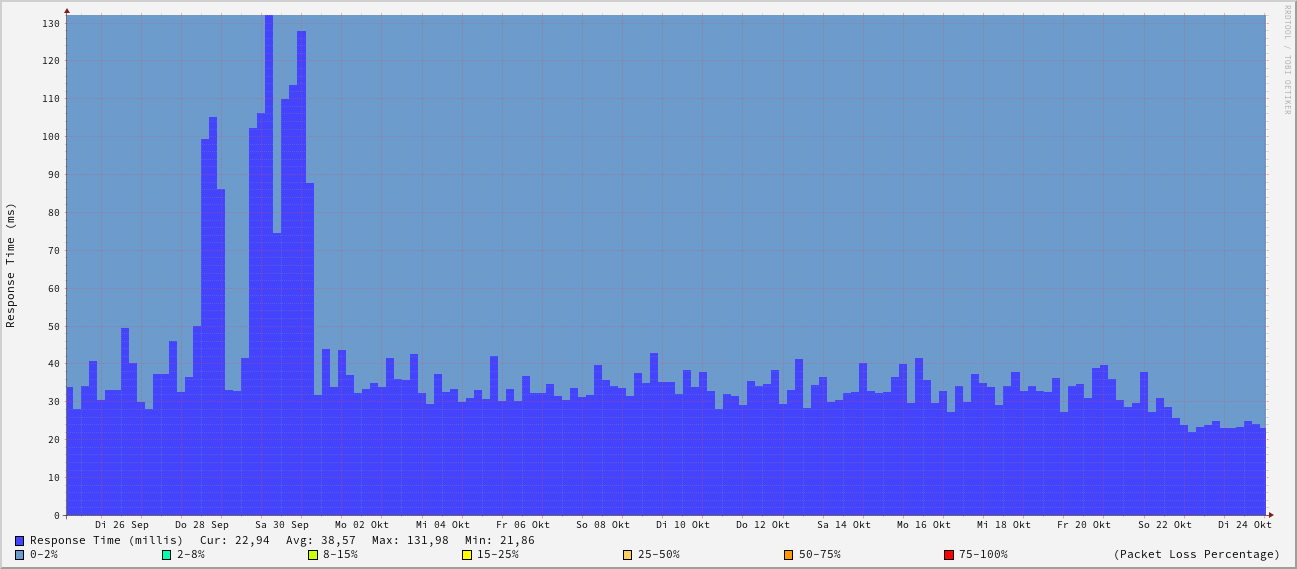 RRDTOOL / TOBI OETIKER
Response Time (ms)
130
120
110
100
90
80
70
60
50
40
30
20
10
0
Di 26 Sep Do 28 Sep Sa 30 Sep Mo 02 Okt Mi 04 Okt Fr 06 Okt So 08 Okt Di 10 Okt Do 12 Okt Sa 14 Okt Mo 16 Okt Mi 18 Okt Fr 20 Okt So 22 Okt Di 24 Okt
Response Time (millis) Cur: 22,94 Avg: 38,57 Max: 131,98 Min: 21,86
0-2% 2-8% 8-15% 15-25% 25-50% 50-75% 75-100% (Packet Loss Percentage)